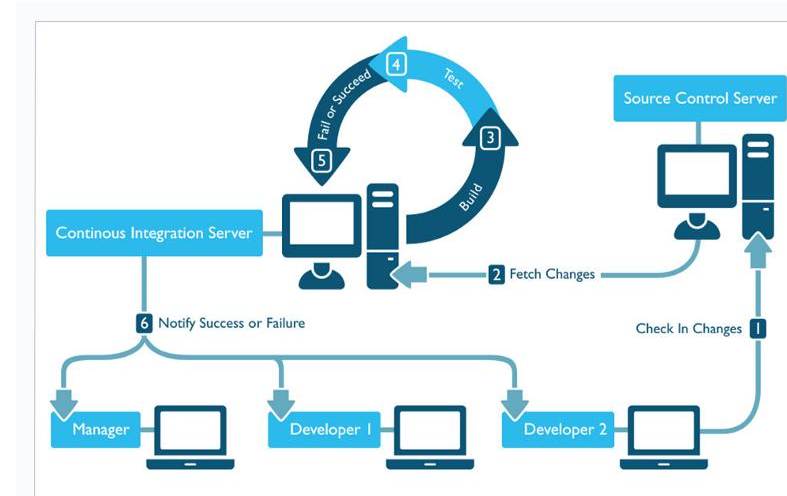 4
Test
Fail or Succeed
3
5
Build
Source Control Server
Continous Integration Server
2 Fetch Changes
6 Notify Success or Failure
Check In Changes 1
Manager
Developer 1
Developer 2